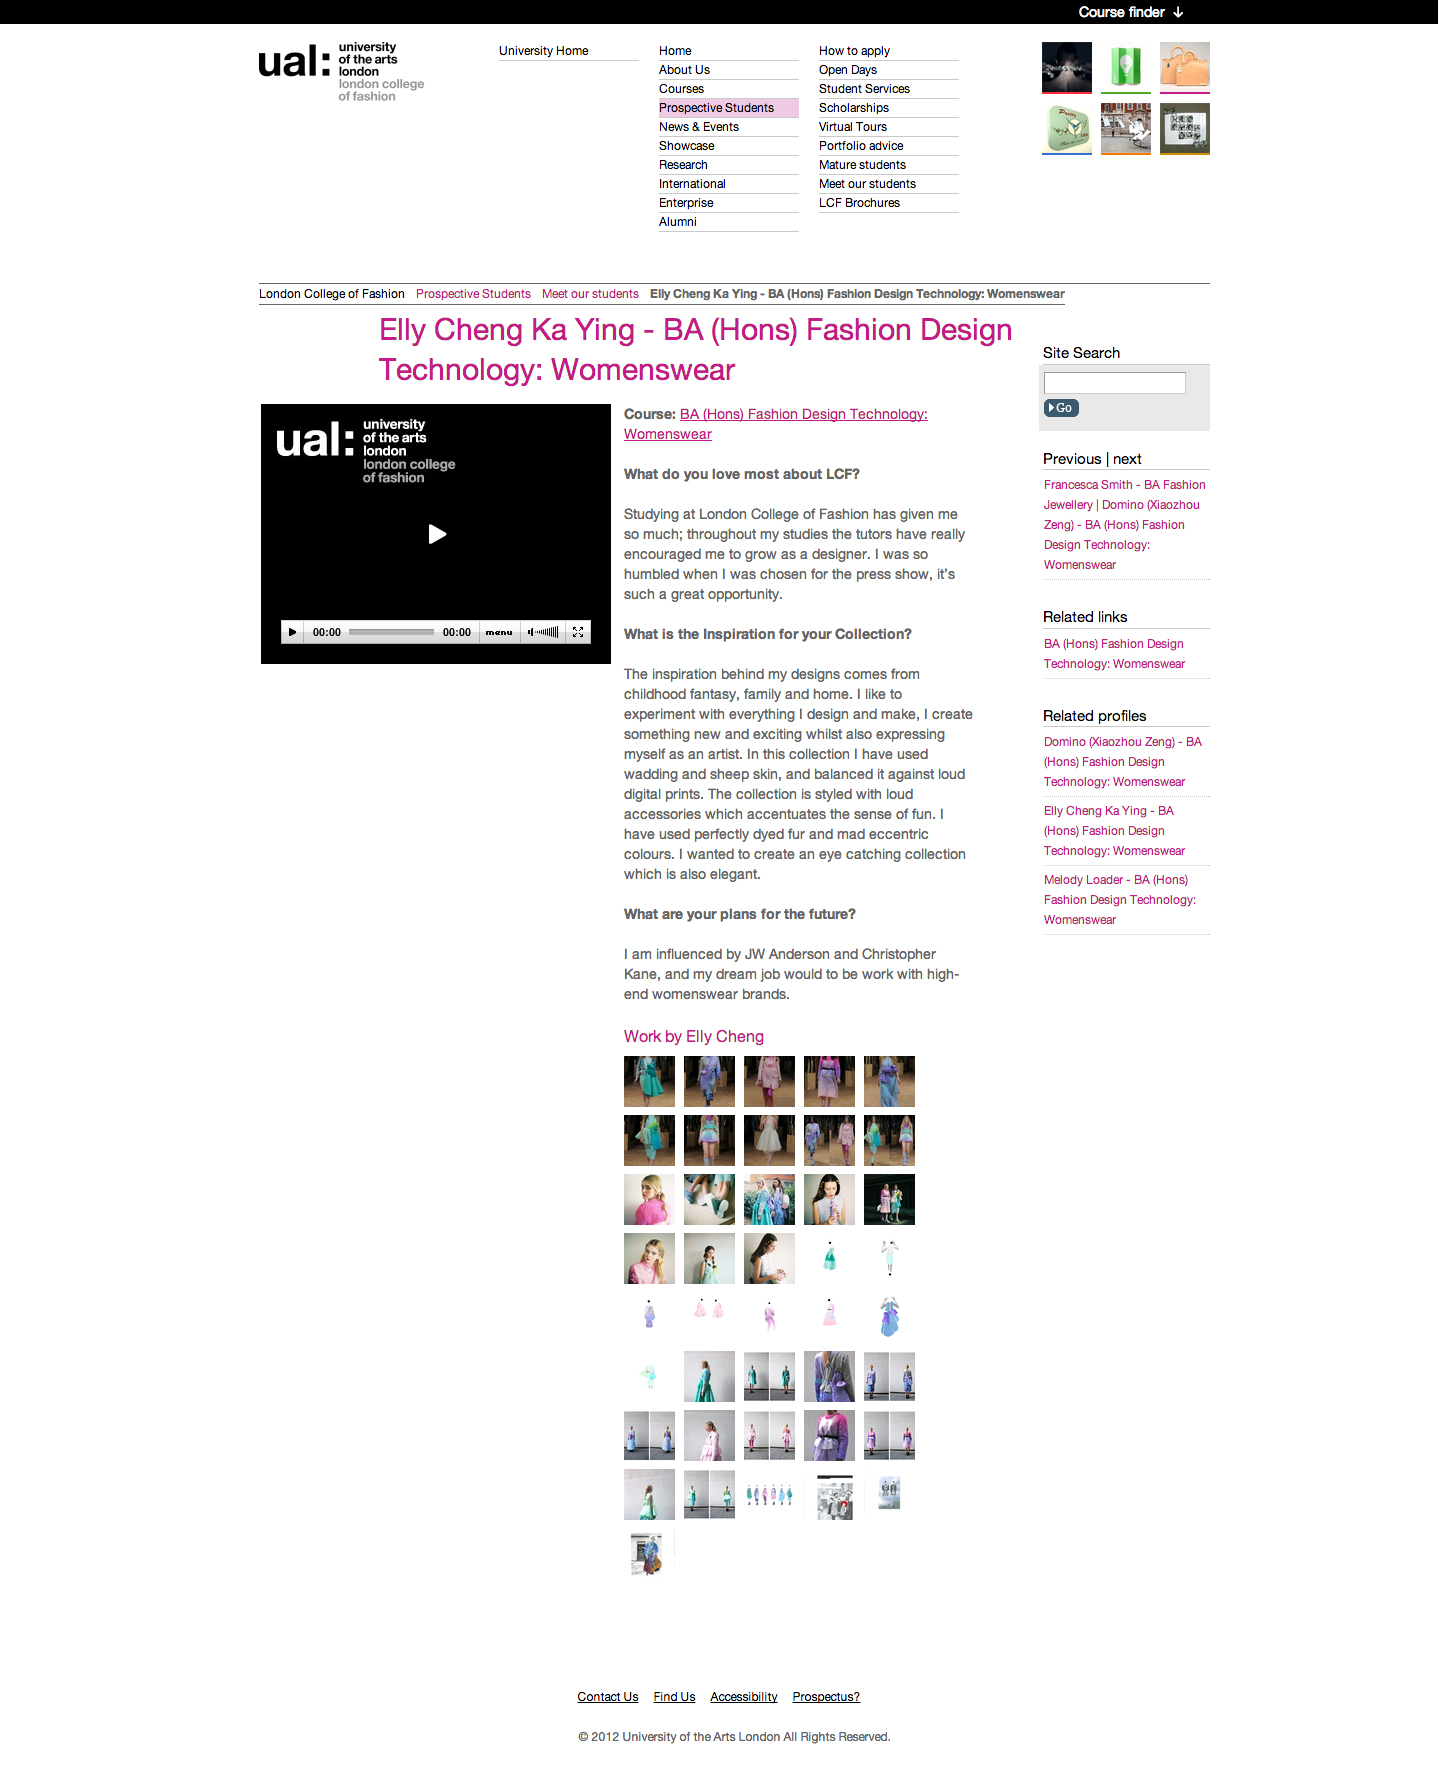 Course finder ↓
ual:
university
of the arts
london
london college
of fashion
University Home
Home
About Us
Courses
Prospective Students
News & Events
Showcase
Research
International
Enterprise
Alumni
How to apply
Open Days
Student Services
Scholarships
Virtual Tours
Portfolio advice
Mature students
Meet our students
LCF Brochures
London College of Fashion Prospective Students Meet our students Elly Cheng Ka Ying - BA (Hons) Fashion Design Technology: Womenswear
Elly Cheng Ka Ying - BA (Hons) Fashion Design
Technology: Womenswear
ual:
university
of the arts
london
london college
of fashion
00:00 00:00 menu
Course: BA (Hons) Fashion Design Technology:
Womenswear
What do you love most about LCF?
Studying at London College of Fashion has given me
so much; throughout my studies the tutors have really
encouraged me to grow as a designer. I was so
humbled when I was chosen for the press show, it’s
such a great opportunity.
What is the Inspiration for your Collection?
The inspiration behind my designs comes from
childhood fantasy, family and home. I like to
experiment with everything I design and make, I create
something new and exciting whilst also expressing
myself as an artist. In this collection I have used
wadding and sheep skin, and balanced it against loud
digital prints. The collection is styled with loud
accessories which accentuates the sense of fun. I
have used perfectly dyed fur and mad eccentric
colours. I wanted to create an eye catching collection
which is also elegant.
What are your plans for the future?
I am influenced by JW Anderson and Christopher
Kane, and my dream job would to be work with high-
end womenswear brands.
Work by Elly Cheng
Site Search
Go
Previous | next
Francesca Smith - BA Fashion
Jewellery | Domino (Xiaozhou
Zeng) - BA (Hons) Fashion
Design Technology:
Womenswear
Related links
BA (Hons) Fashion Design
Technology: Womenswear
Related profiles
Domino (Xiaozhou Zeng) - BA
(Hons) Fashion Design
Technology: Womenswear
Elly Cheng Ka Ying - BA
(Hons) Fashion Design
Technology: Womenswear
Melody Loader - BA (Hons)
Fashion Design Technology:
Womenswear
Contact Us Find Us Accessibility Prospectus?
© 2012 University of the Arts London All Rights Reserved.